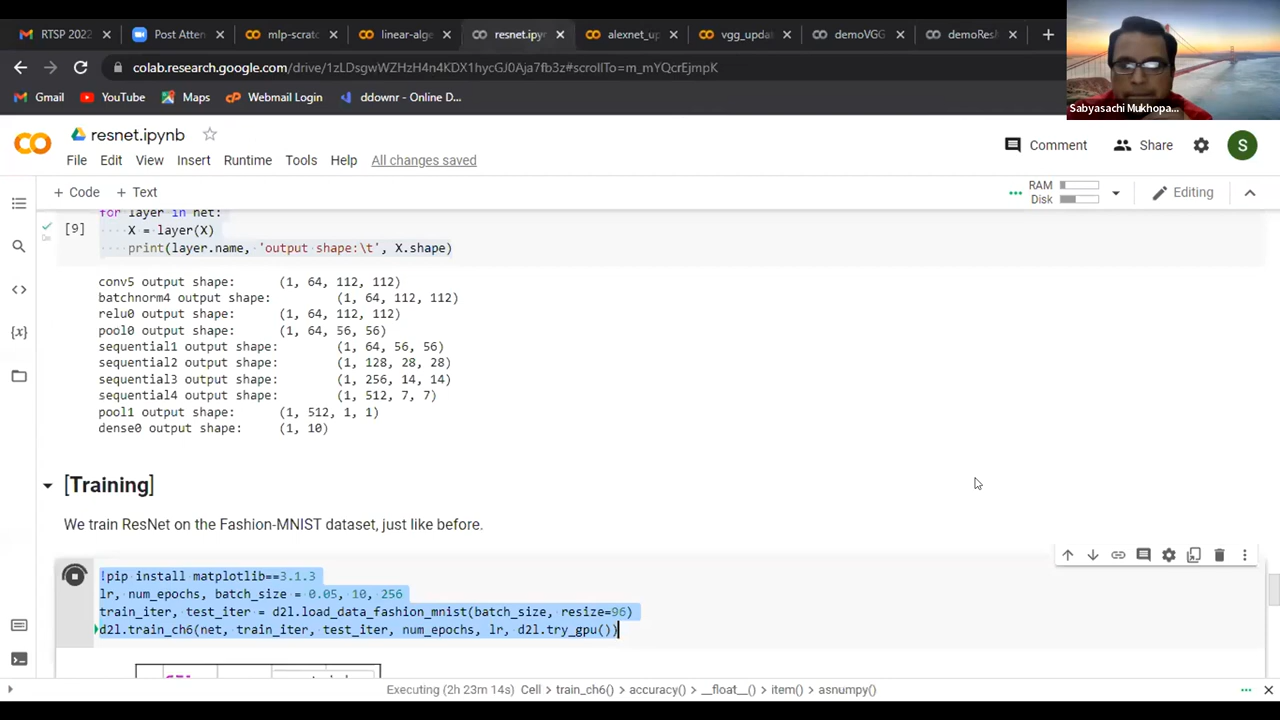 RTSP 2022
Post Atten
mlp-scratc
linear-alge
resnet.ipyn
alexnet_up
vgg_updat
demoVGG
demoResh
colab.research.google.com/drive/1zLDsgwWZHzH4n4KDX1hycGJ0Aja7fb3z#scrollTo=m_mYQcrEjmpK
Gmail
YouTube
Maps
Webmail Login
ddownr - Online D...
Sabyasachi Mukhopa...
resnet.ipynb
Comment
Share
S
File Edit View Insert Runtime Tools Help All changes saved
+ Code + Text
RAM
Disk
Editing
for layer in net:
[9] X = layer(X)
print(layer.name, 'output shape:\t', X.shape)
conv5 output shape: (1, 64, 112, 112)
batchnorm4 output shape: (1, 64, 112, 112)
relu0 output shape: (1, 64, 112, 112)
pool0 output shape: (1, 64, 56, 56)
sequential1 output shape: (1, 64, 56, 56)
sequential2 output shape: (1, 128, 28, 28)
sequential3 output shape: (1, 256, 14, 14)
sequential4 output shape: (1, 512, 7, 7)
pool1 output shape: (1, 512, 1, 1)
dense0 output shape: (1, 10)
[Training]
We train ResNet on the Fashion-MNIST dataset, just like before.
!pip install matplotlib==3.1.3
lr, num_epochs, batch_size = 0.05, 10, 256
train_iter, test_iter = d2l.load_data_fashion_mnist(batch_size, resize=96)
d2l.train_ch6(net, train_iter, test_iter, num_epochs, lr, d2l.try_gpu())
Executing (2h 23m 14s) Cell > train_ch6() > accuracy() > __float__() > item() > asnumpy()